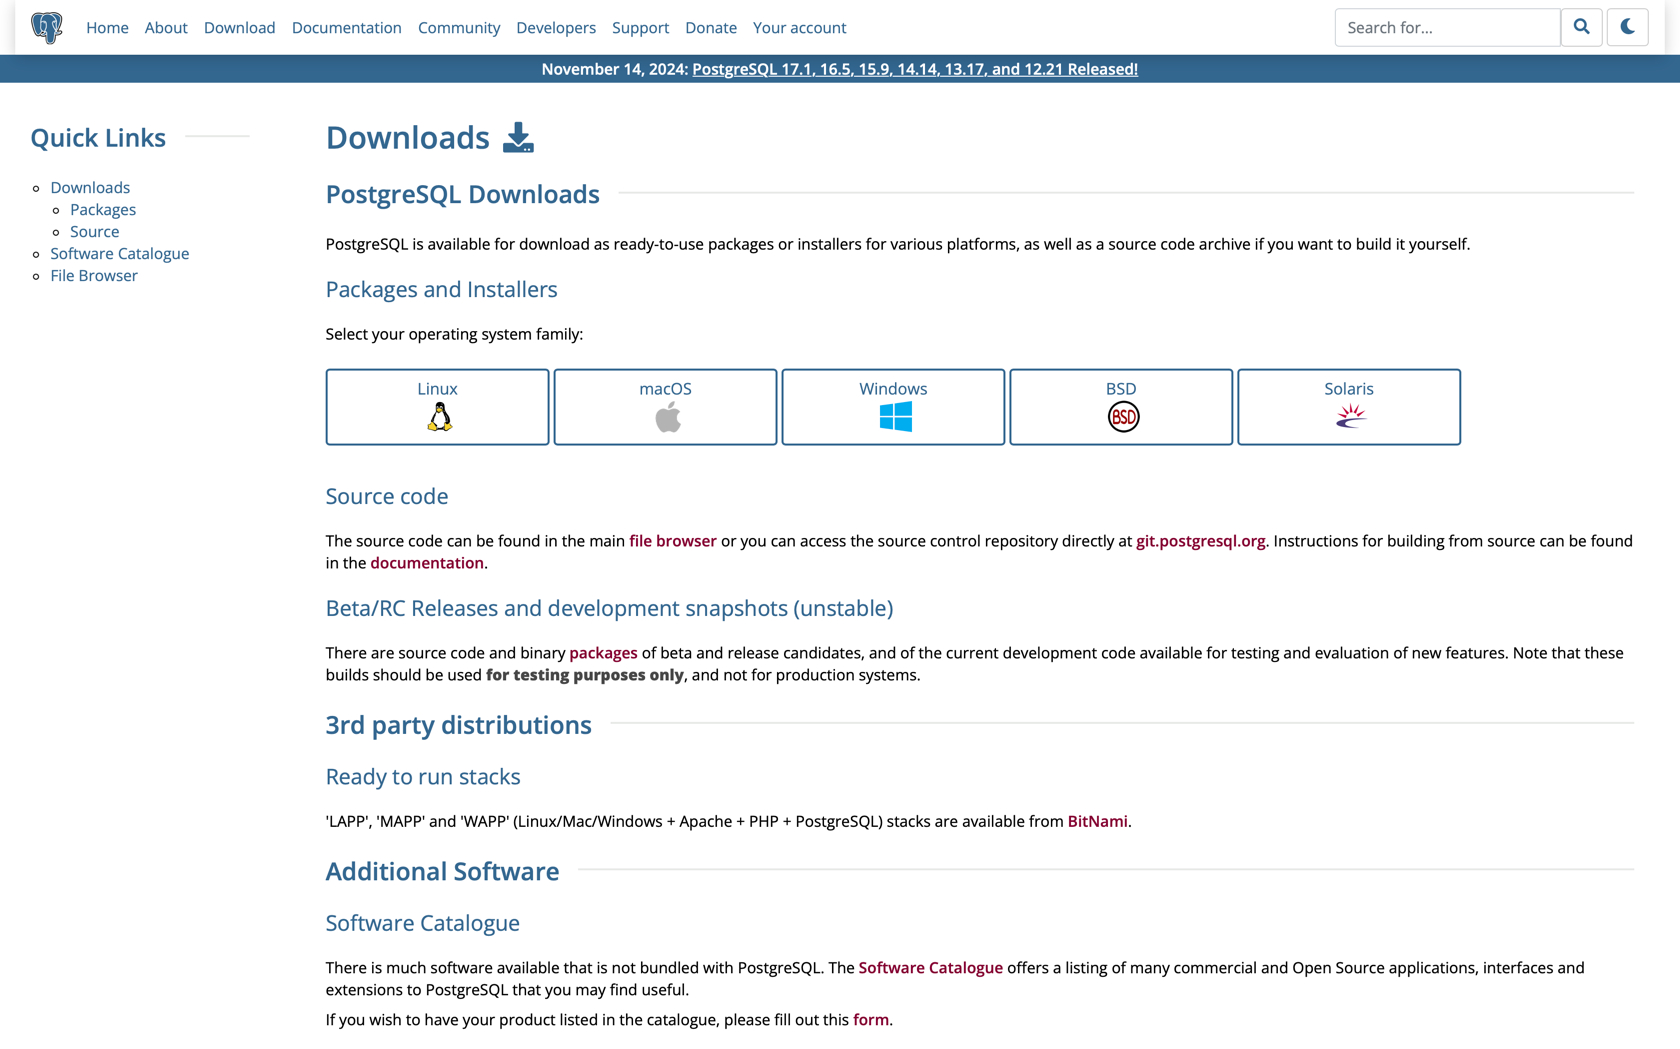 Home About Download Documentation Community Developers Support Donate Your account
Search for...
November 14, 2024: PostgreSQL 17.1, 16.5, 15.9, 14.14, 13.17, and 12.21 Released!
Quick Links
Downloads
Packages
Source
Software Catalogue
File Browser
Downloads
PostgreSQL Downloads
PostgreSQL is available for download as ready-to-use packages or installers for various platforms, as well as a source code archive if you want to build it yourself.
Packages and Installers
Select your operating system family:
Linux
macOS
Windows
BSD
BSD
Solaris
Source code
The source code can be found in the main file browser or you can access the source control repository directly at git.postgresql.org. Instructions for building from source can be found
in the documentation.
Beta/RC Releases and development snapshots (unstable)
There are source code and binary packages of beta and release candidates, and of the current development code available for testing and evaluation of new features. Note that these
builds should be used for testing purposes only, and not for production systems.
3rd party distributions
Ready to run stacks
'LAPP', 'MAPP' and 'WAPP' (Linux/Mac/Windows + Apache + PHP + PostgreSQL) stacks are available from BitNami.
Additional Software
Software Catalogue
There is much software available that is not bundled with PostgreSQL. The Software Catalogue offers a listing of many commercial and Open Source applications, interfaces and
extensions to PostgreSQL that you may find useful.
If you wish to have your product listed in the catalogue, please fill out this form.